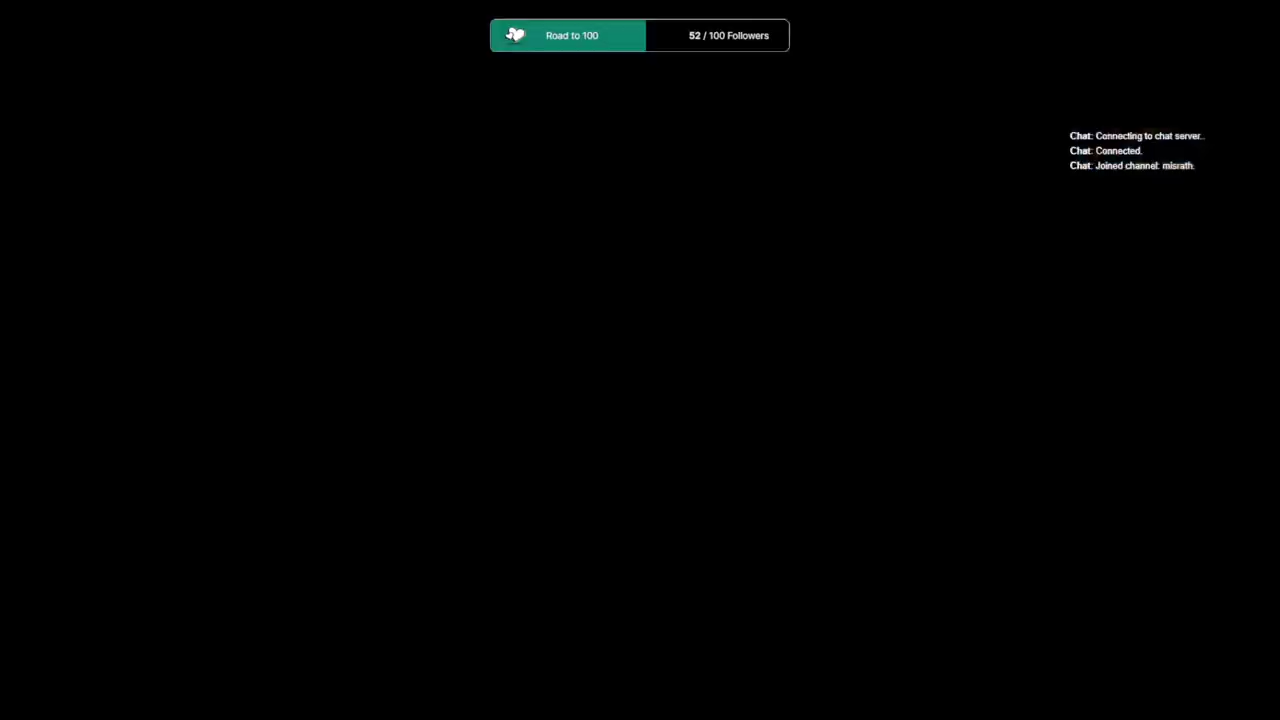 Road to 100
52 / 100 Followers
Chat: Connecting to chat server..
Chat: Connected.
Chat: Joined channel: misrath.